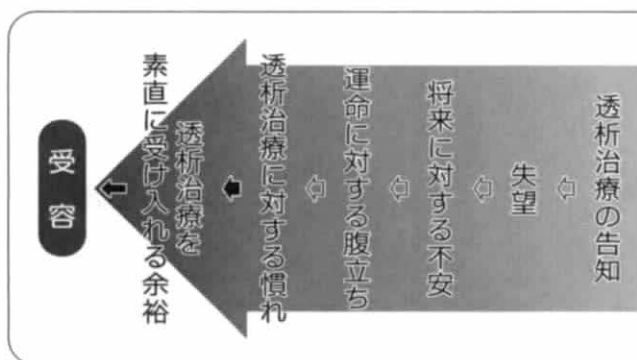 透析治療の告知
失望
将来に対する不安
運命に対する腹立ち
透析治療に対する慣れ
透析治療を
素直に受け入れる余裕
受容